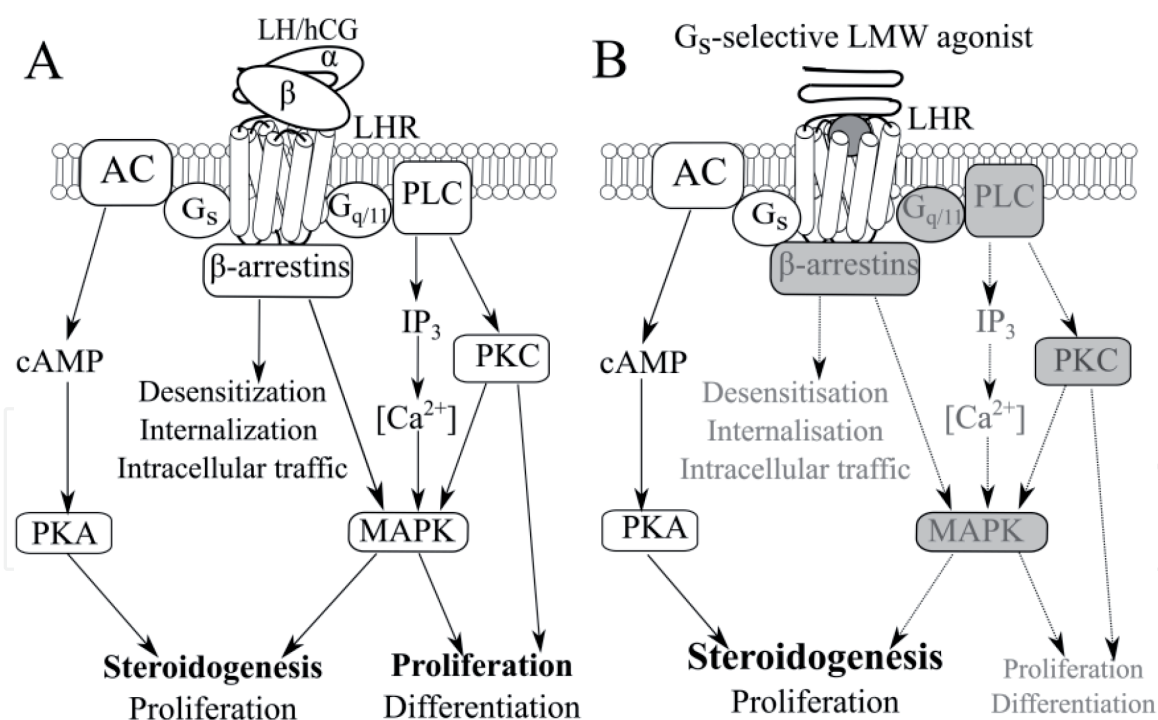 A
LH/hCG
α
β
LHR
AC
Gs
Gq/11
PLC
β-arrestins
IP3
PKC
cAMP
Desensitization
Internalization
Intracellular traffic
[Ca2+]
PKA
MAPK
Steroidogenesis
Proliferation
Proliferation
Differentiation
B
Gs-selective LMW agonist
LHR
AC
Gs
Gq/11
PLC
β-arrestins
IP3
PKC
cAMP
Desensitisation
Internalisation
Intracellular traffic
[Ca2+]
PKA
MAPK
Steroidogenesis
Proliferation
Proliferation
Differentiation